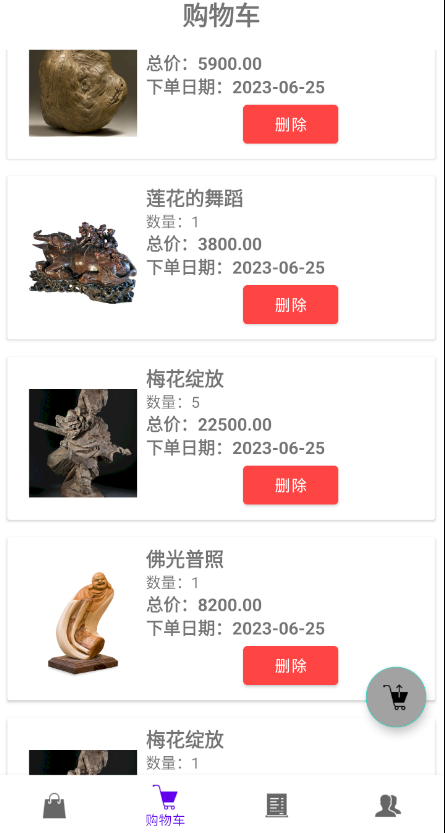 购物车
总价：5900.00
下单日期：2023-06-25
删除
莲花的舞蹈
数量：1
总价：3800.00
下单日期：2023-06-25
删除
梅花绽放
数量：5
总价：22500.00
下单日期：2023-06-25
删除
佛光普照
数量：1
总价：8200.00
下单日期：2023-06-25
删除
梅花绽放
数量：1
购物车